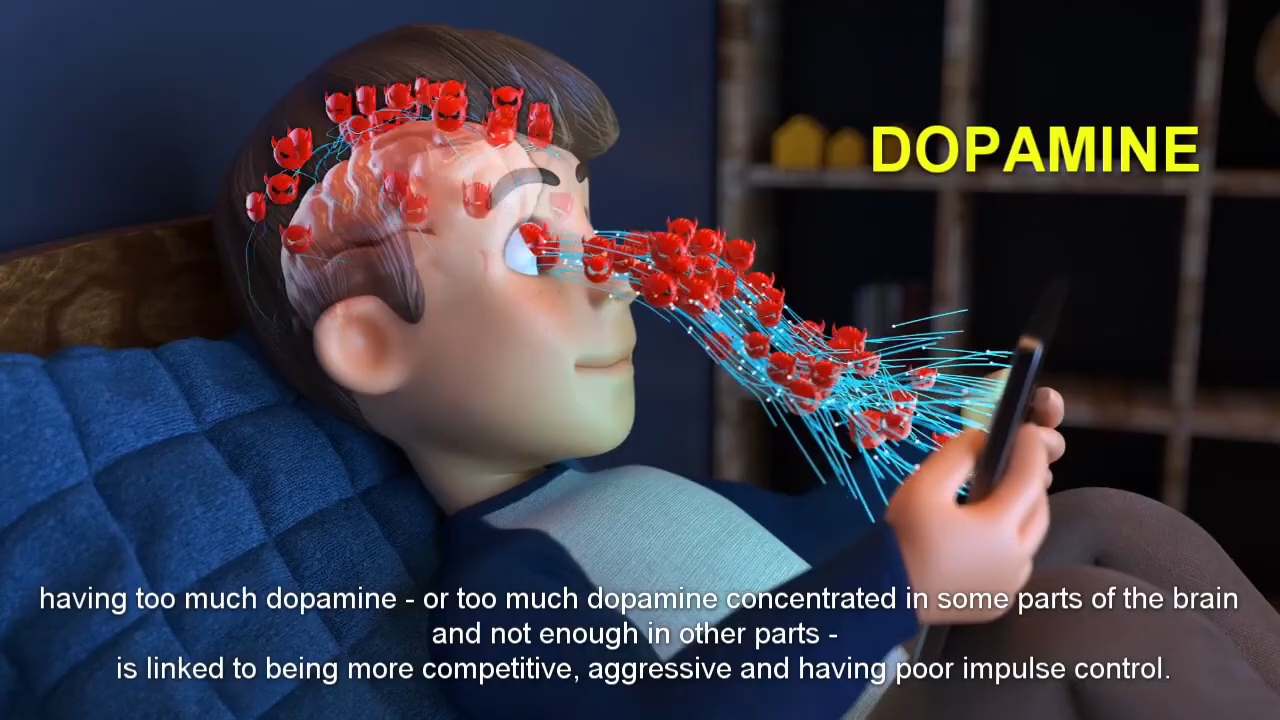 DOPAMINE
having too much dopamine - or too much dopamine concentrated in some parts of the brain
and not enough in other parts -
is linked to being more competitive, aggressive and having poor impulse control.